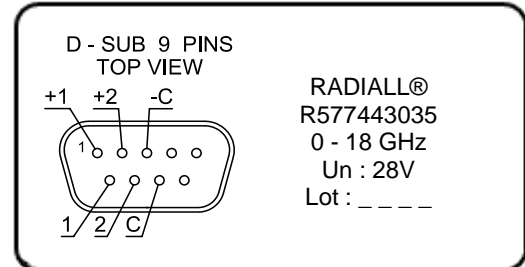 D - SUB 9 PINS
TOP VIEW
+1 +2 -C
1
1 2 C
RADIALL®
R577443035
0 - 18 GHz
Un : 28V
Lot : _ _ _ _